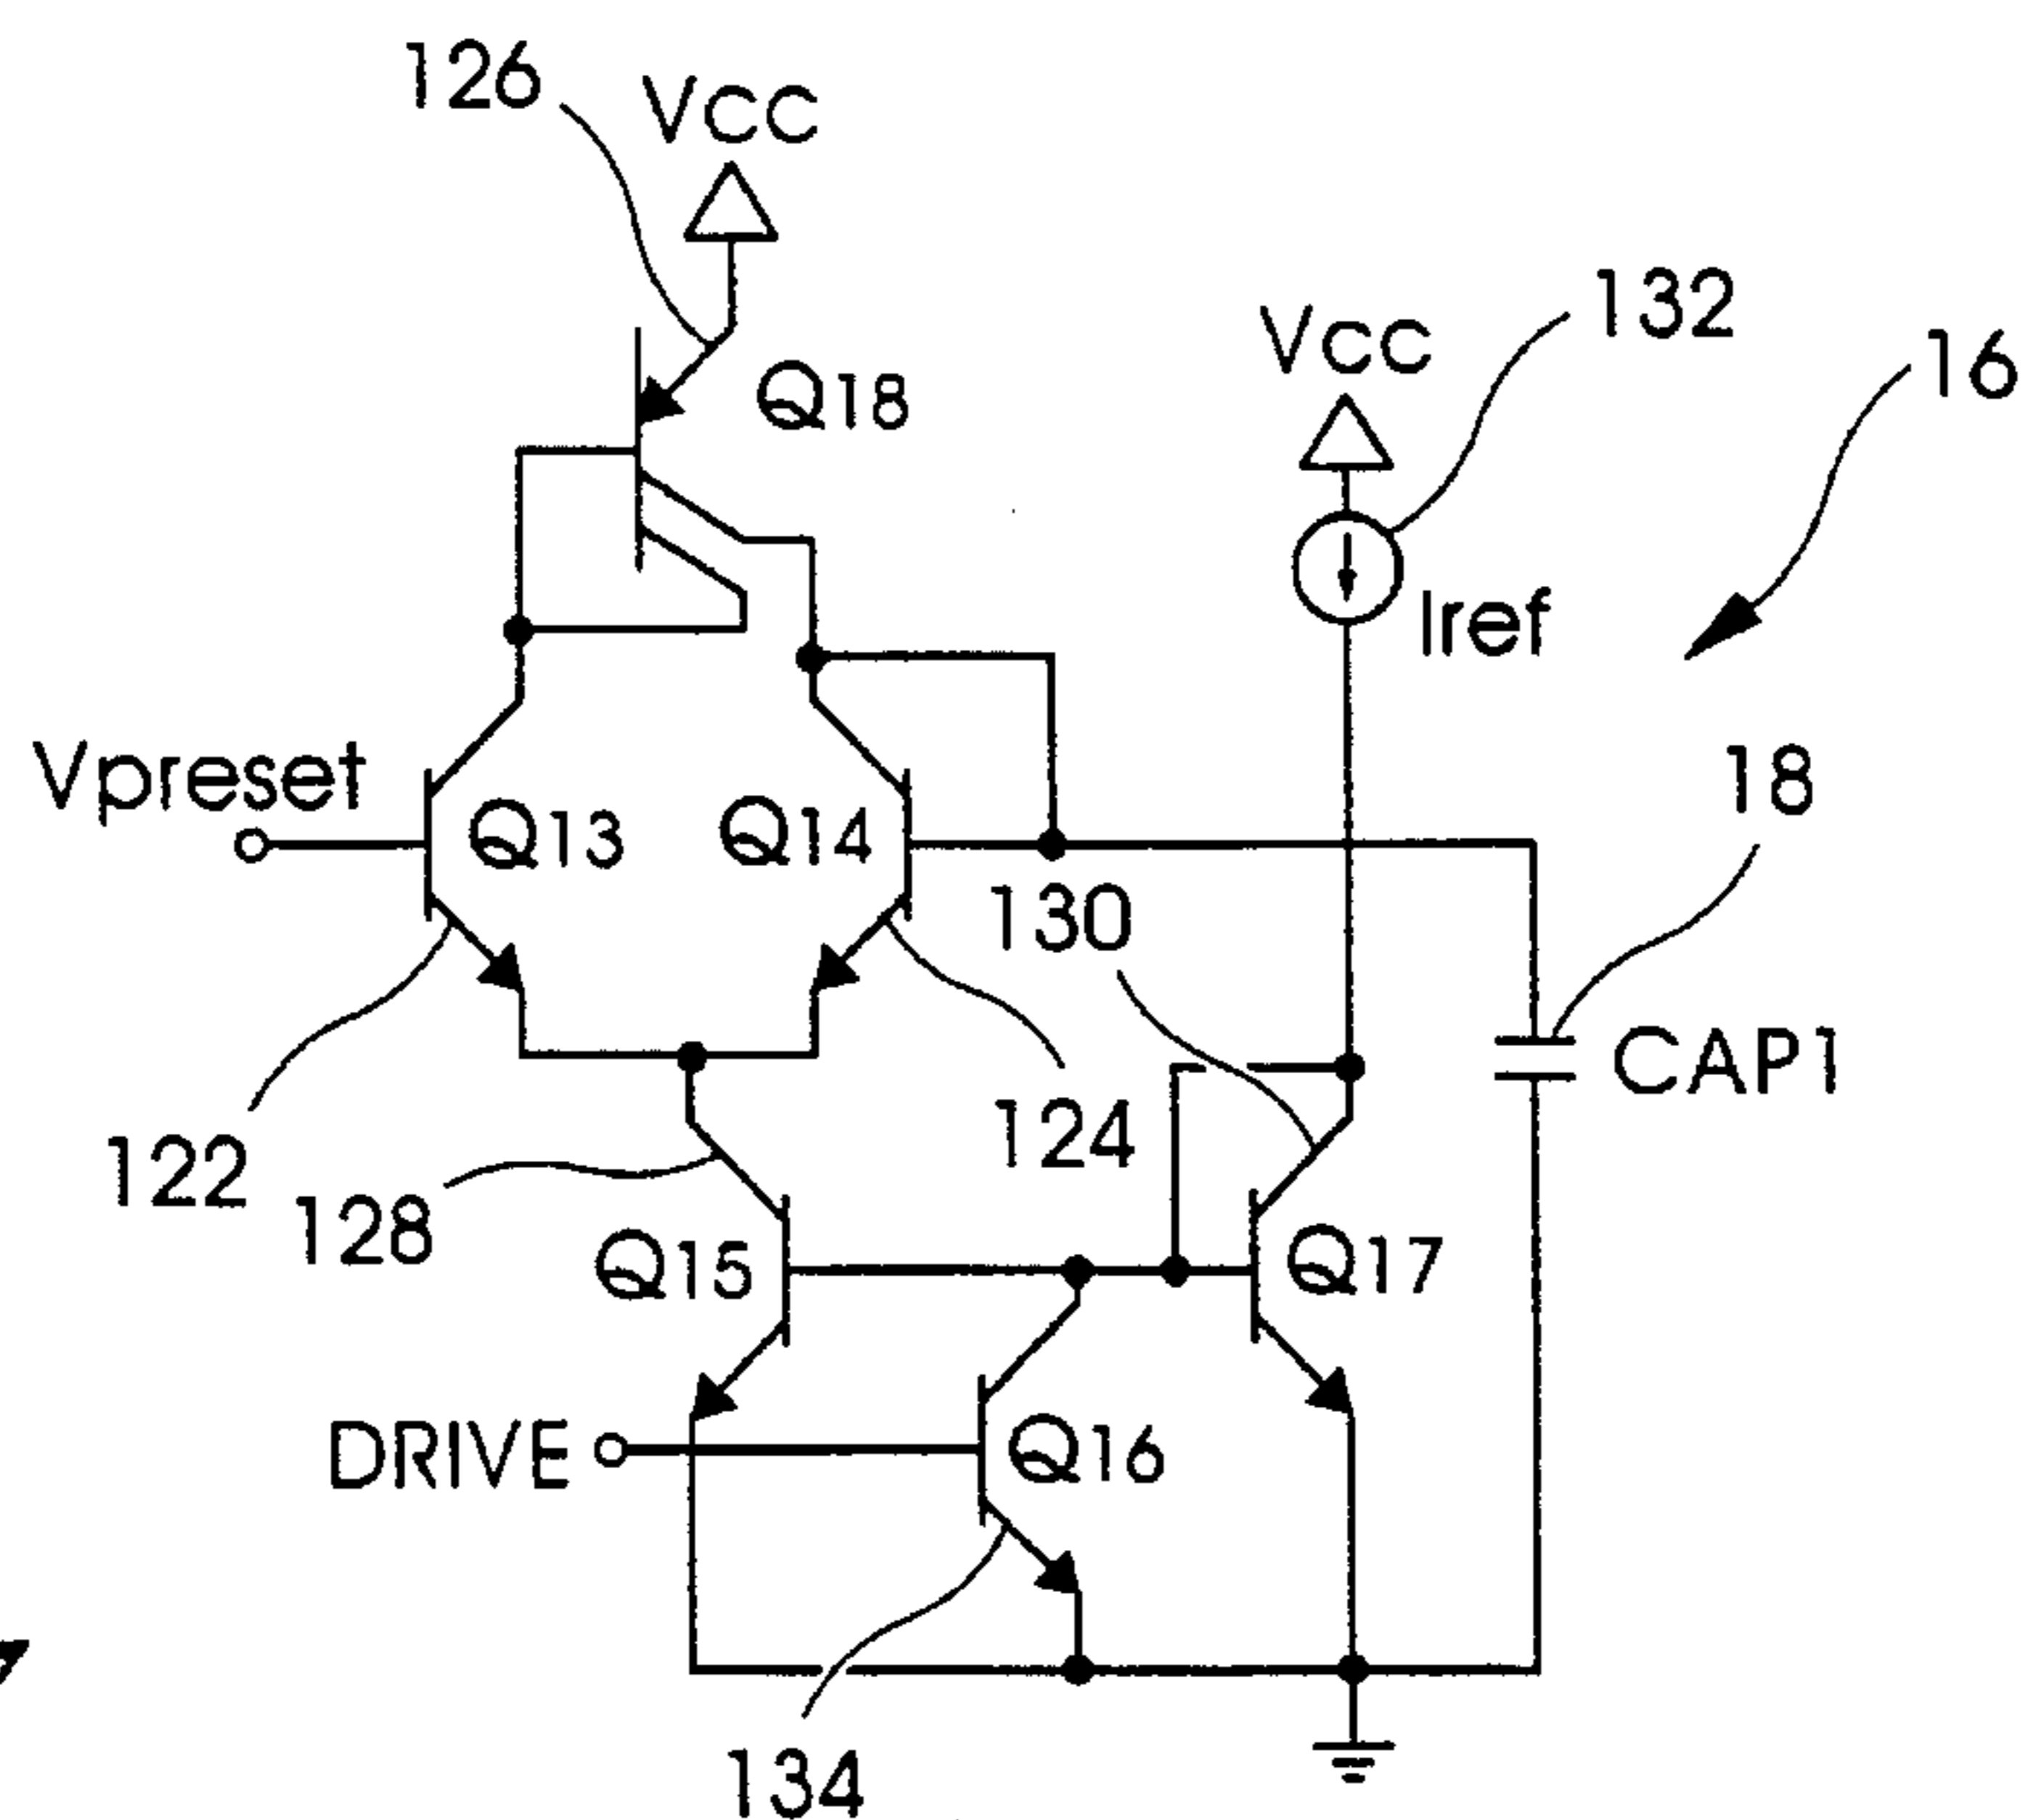 126
Vcc
132
Vcc
16
Q18
Iref
18
Vpreset
Q13
Q14
130
CAP1
124
122
128
Q15
Q17
DRIVE
Q16
134